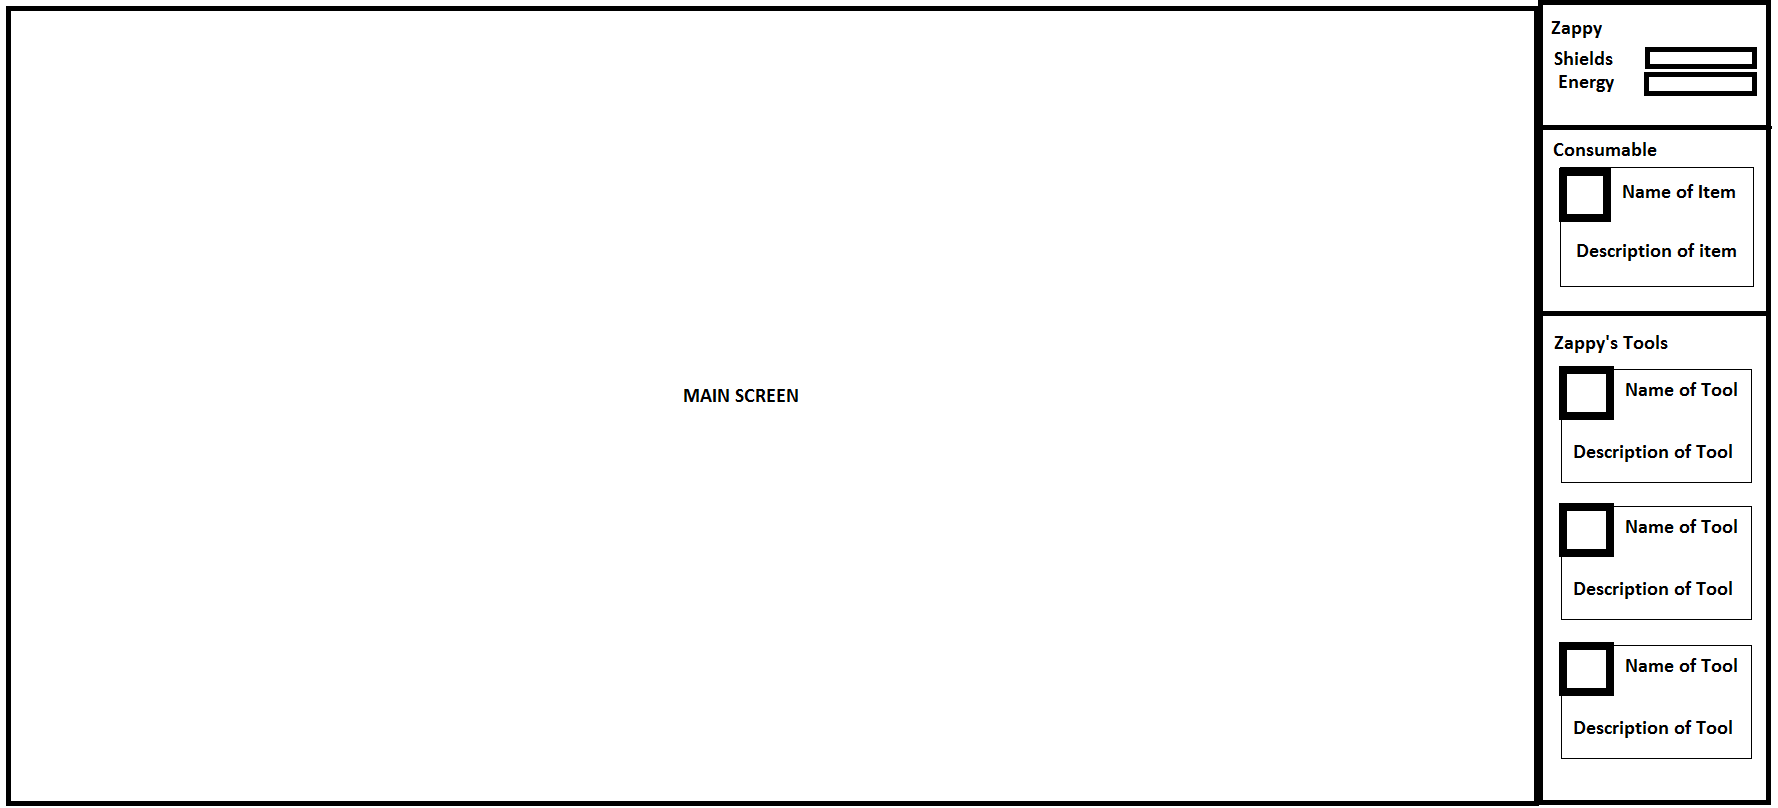 Zappy
Shields
Energy
Consumable
Name of Item
Description of item
MAIN SCREEN
Zappy's Tools
Name of Tool
Description of Tool
Name of Tool
Description of Tool
Name of Tool
Description of Tool